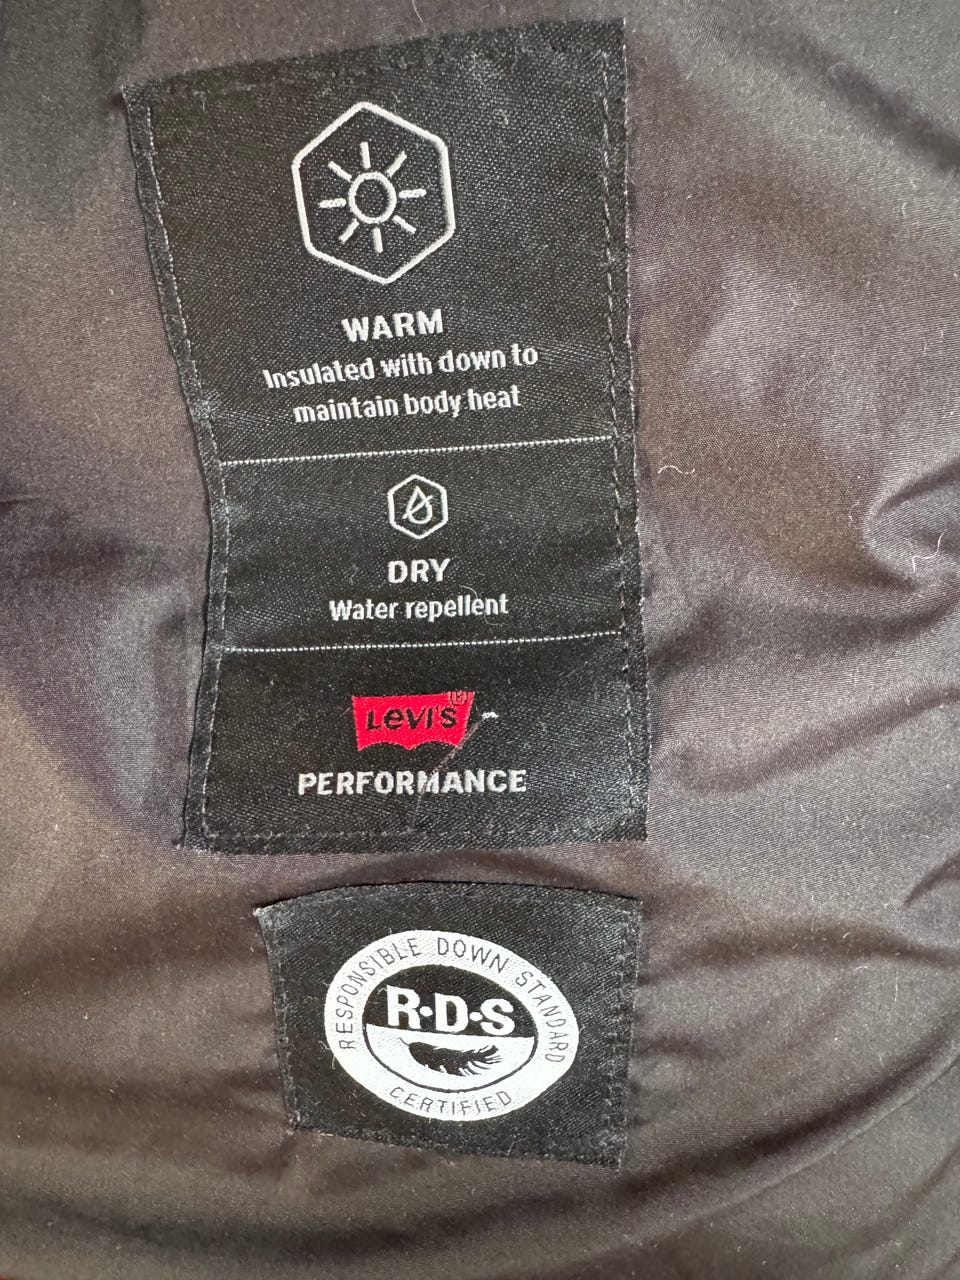 WARM
Insulated with down to
maintain body heat
DRY
Water repellent
Levi's®
PERFORMANCE
RESPONSIBLE DOWN STANDARD
R·D·S
CERTIFIED